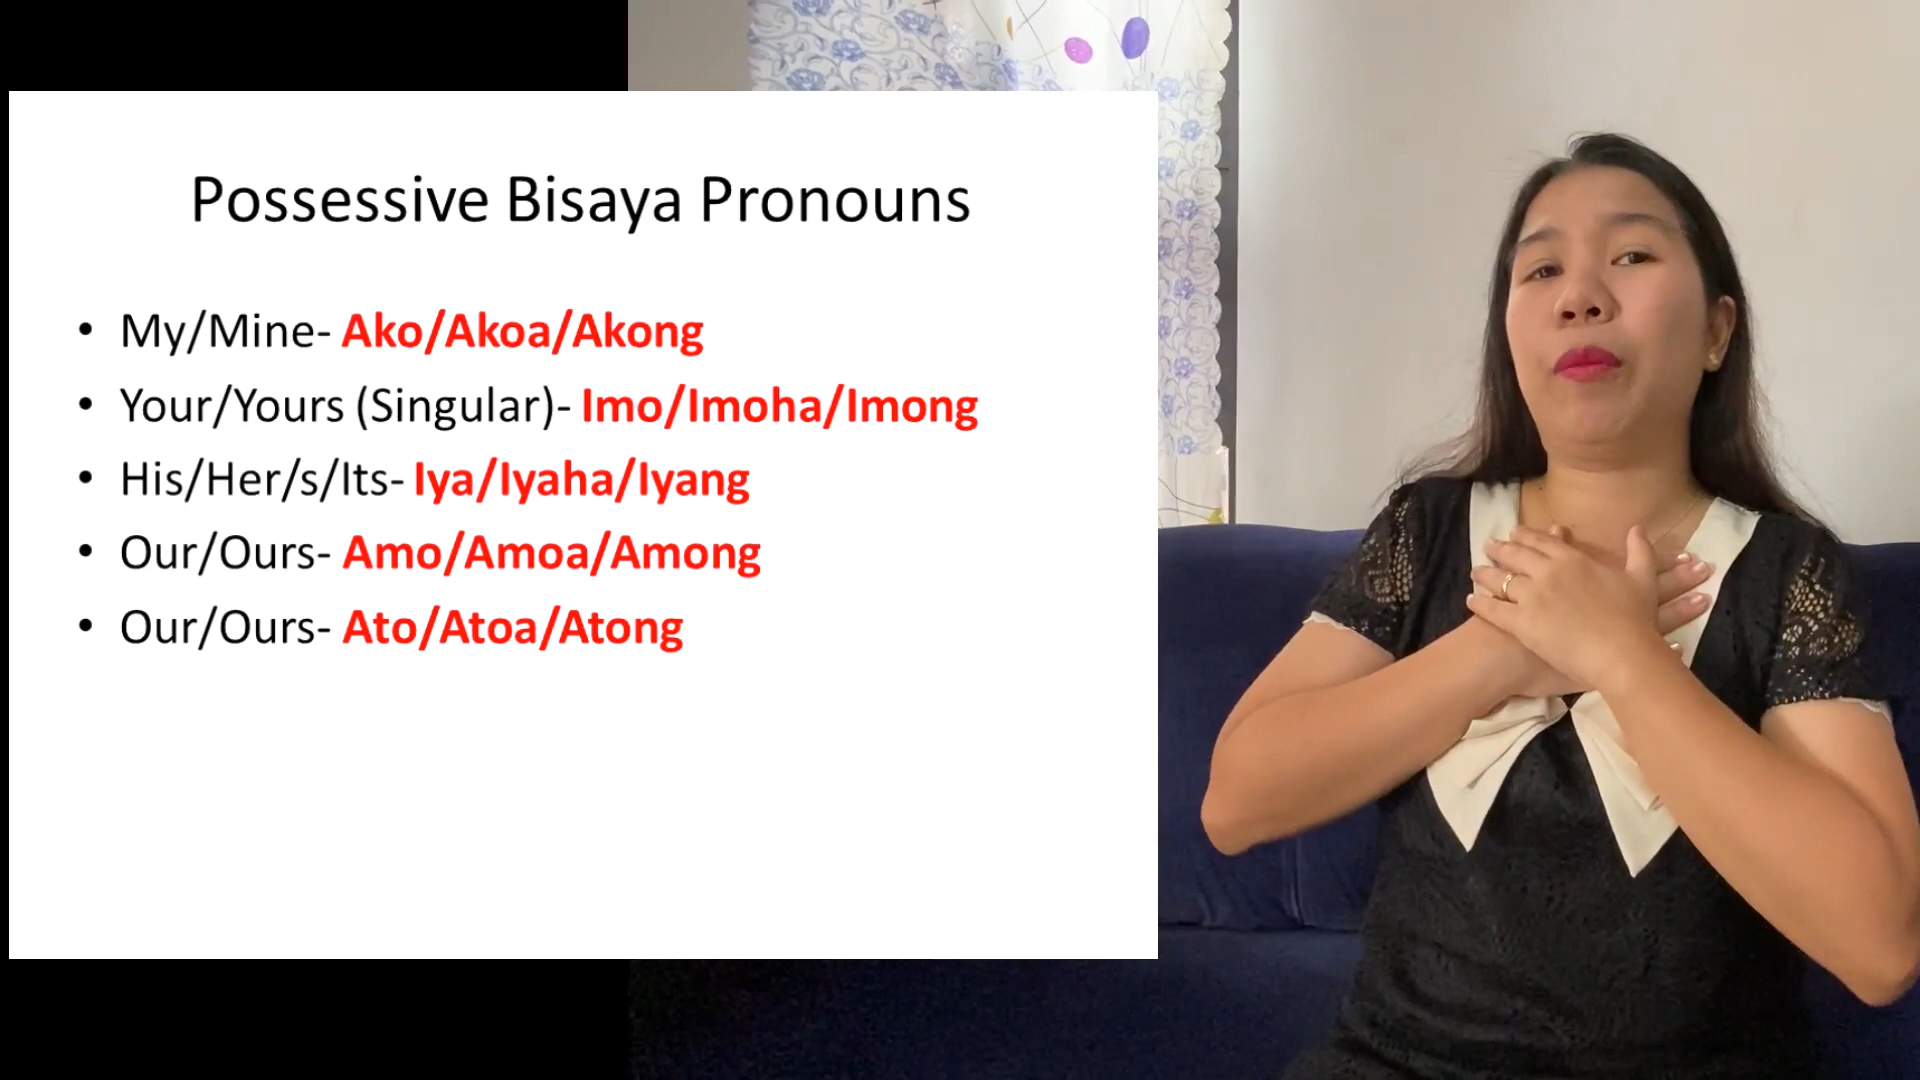 Possessive Bisaya Pronouns
• My/Mine- Ako/Akoa/Akong
• Your/Yours (Singular)- Imo/Imoha/Imong
• His/Her/s/Its- Iya/Iyaha/Iyang
• Our/Ours- Amo/Amoa/Among
• Our/Ours- Ato/Atoa/Atong